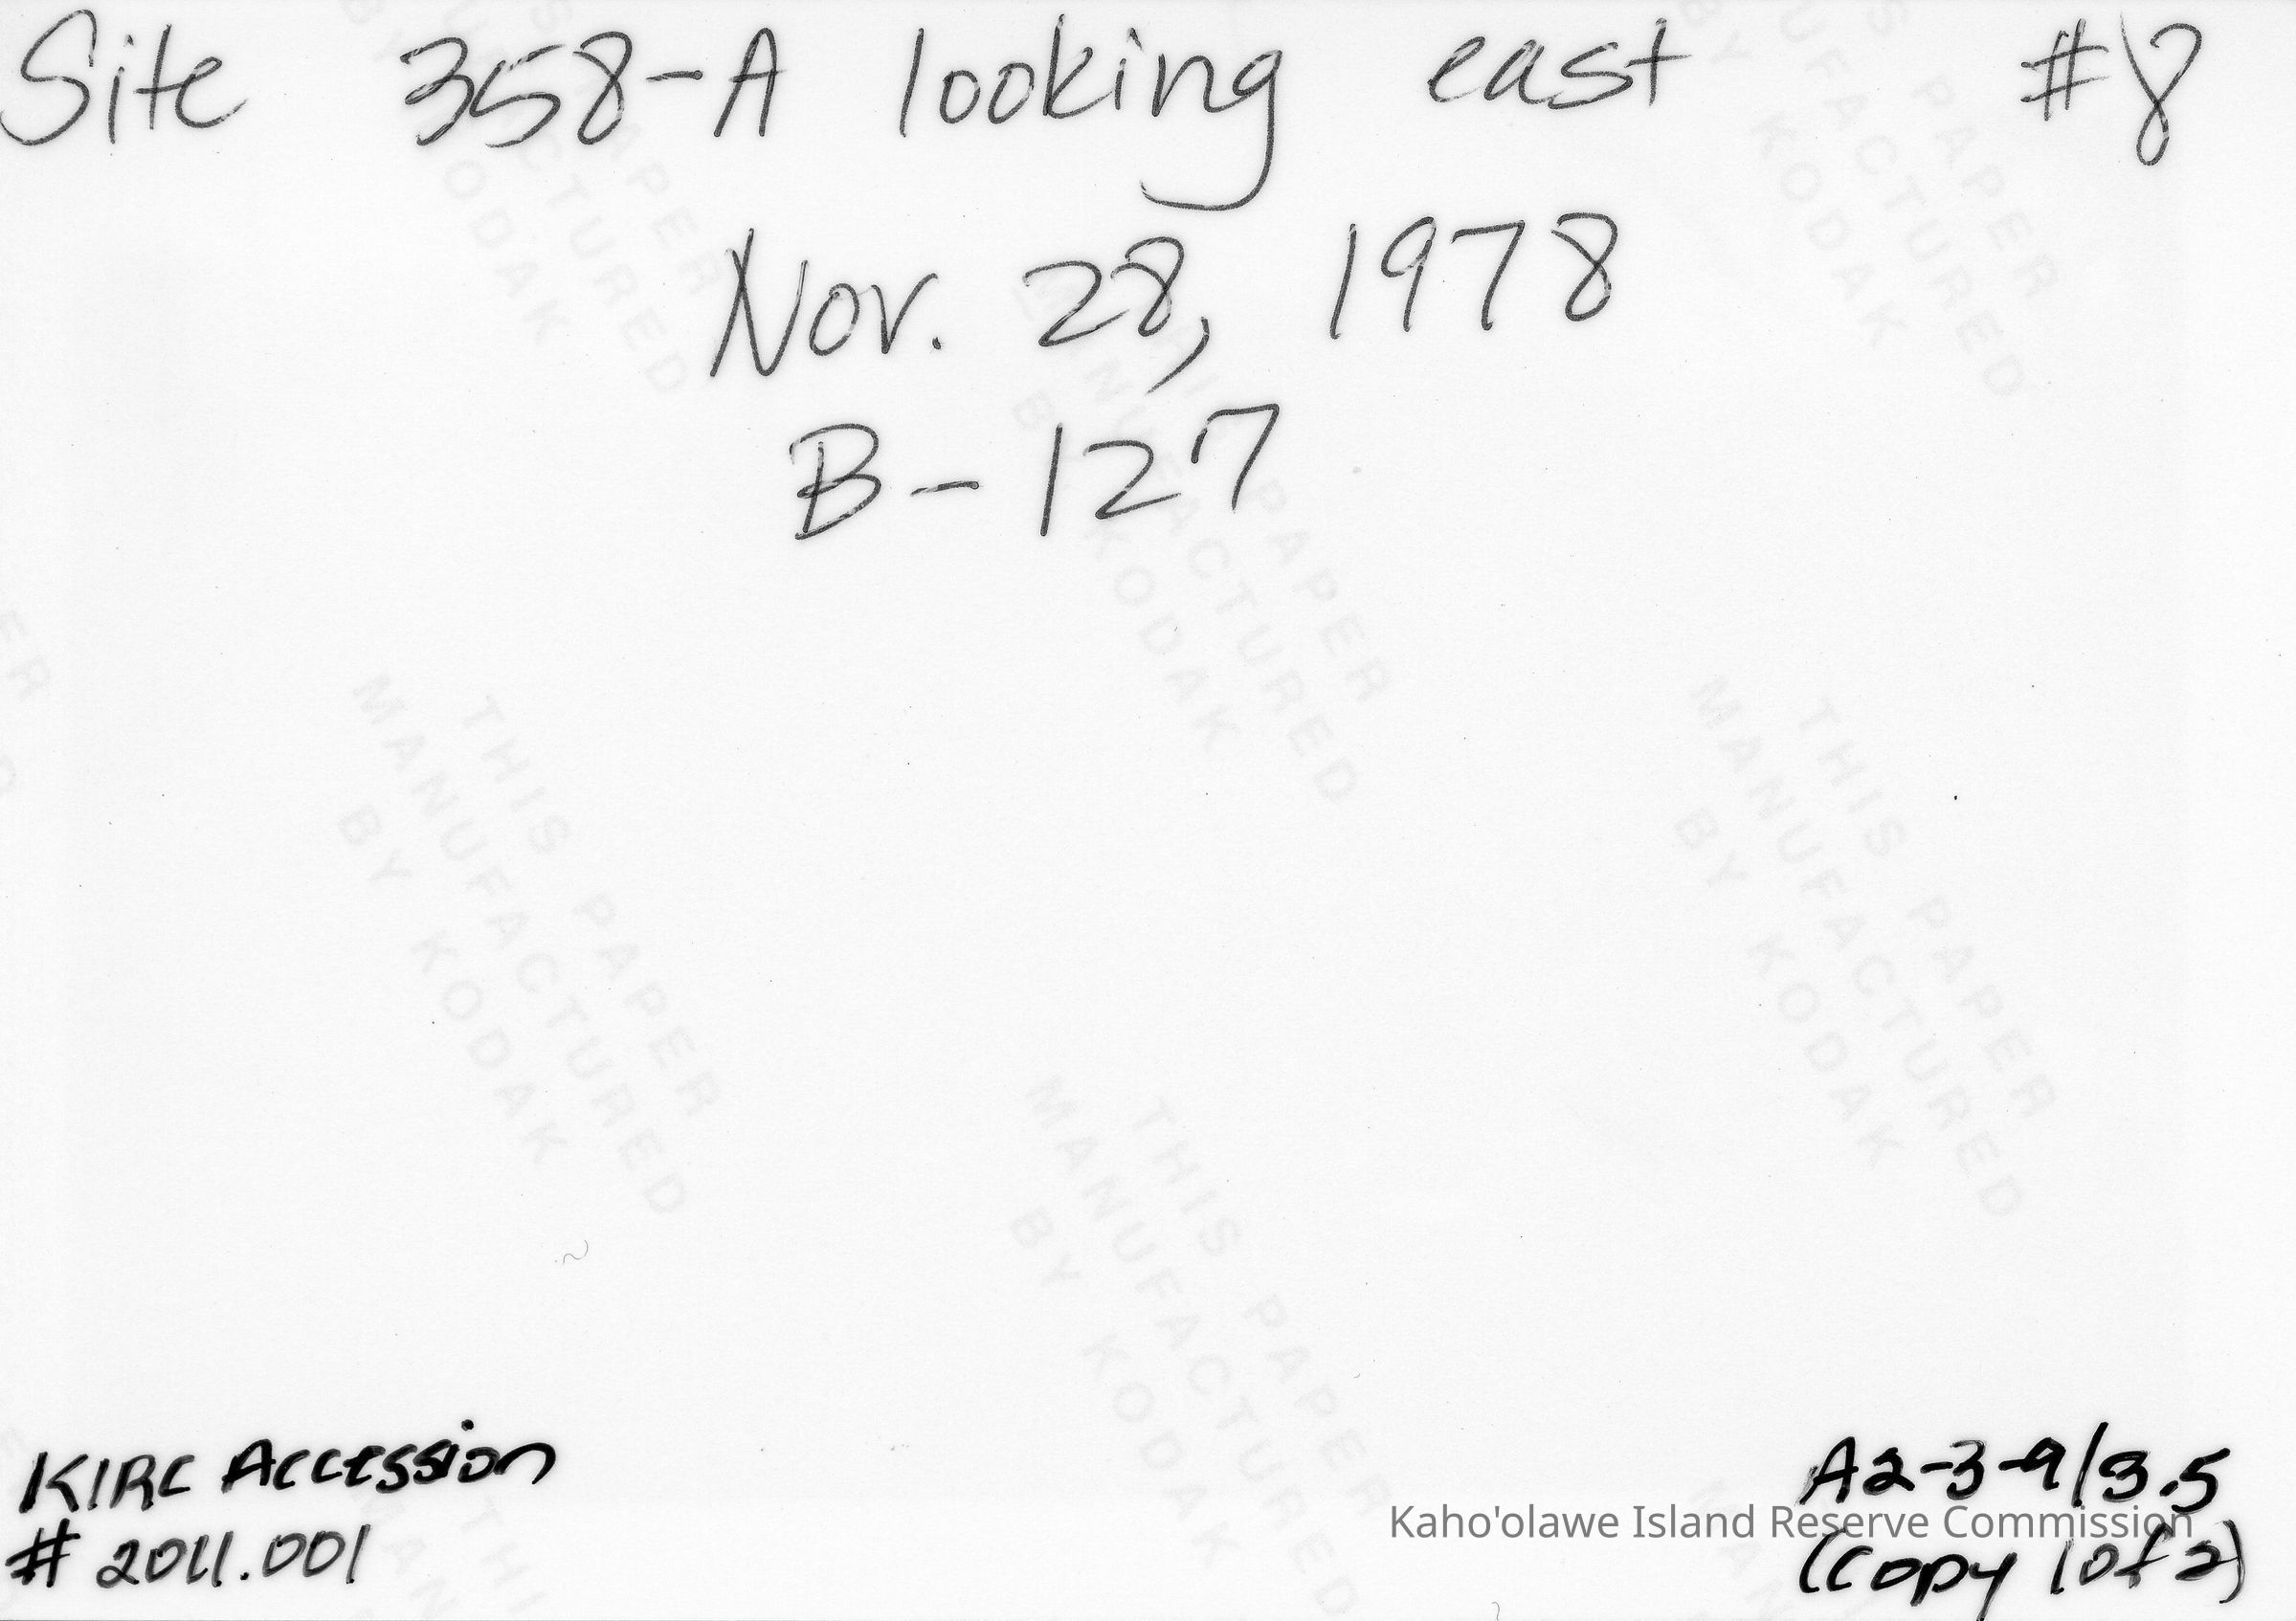 Site 358-A looking east #8
Nov. 28, 1978
B-127
THIS PAPER
MANUFACTURED
BY KODAK
KIRC Accession
# 2011.001
A2-3-9/3.5
Kaho'olawe Island Reserve Commission
(Copy 1 of 2)